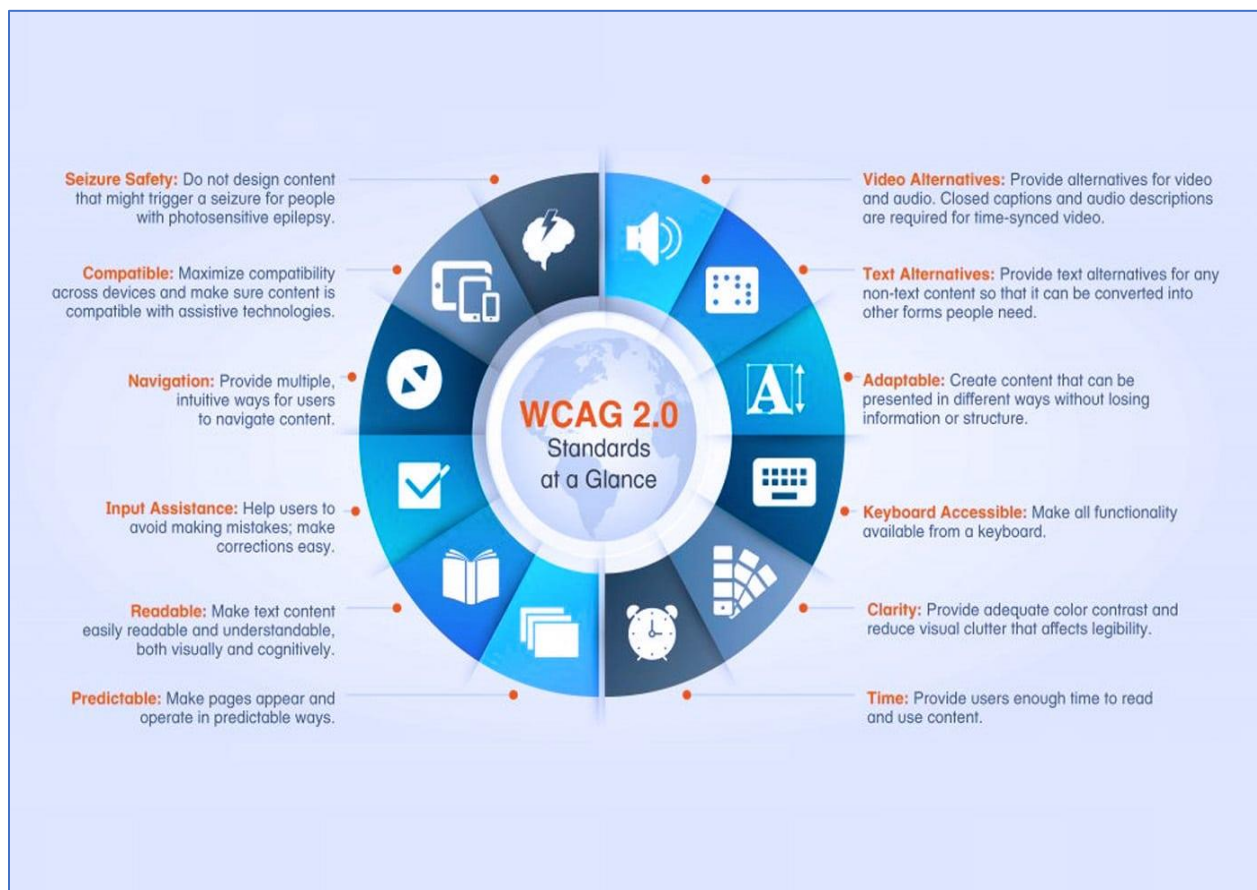 WCAG 2.0
Standards
at a Glance
Seizure Safety: Do not design content
that might trigger a seizure for people
with photosensitive epilepsy.
Compatible: Maximize compatibility
across devices and make sure content is
compatible with assistive technologies.
Navigation: Provide multiple,
intuitive ways for users
to navigate content.
Input Assistance: Help users to
avoid making mistakes; make
corrections easy.
Readable: Make text content
easily readable and understandable,
both visually and cognitively.
Predictable: Make pages appear and
operate in predictable ways.
Video Alternatives: Provide alternatives for video
and audio. Closed captions and audio descriptions
are required for time-synced video.
Text Alternatives: Provide text alternatives for any
non-text content so that it can be converted into
other forms people need.
A
Adaptable: Create content that can be
presented in different ways without losing
information or structure.
Keyboard Accessible: Make all functionality
available from a keyboard.
Clarity: Provide adequate color contrast and
reduce visual clutter that affects legibility.
Time: Provide users enough time to read
and use content.